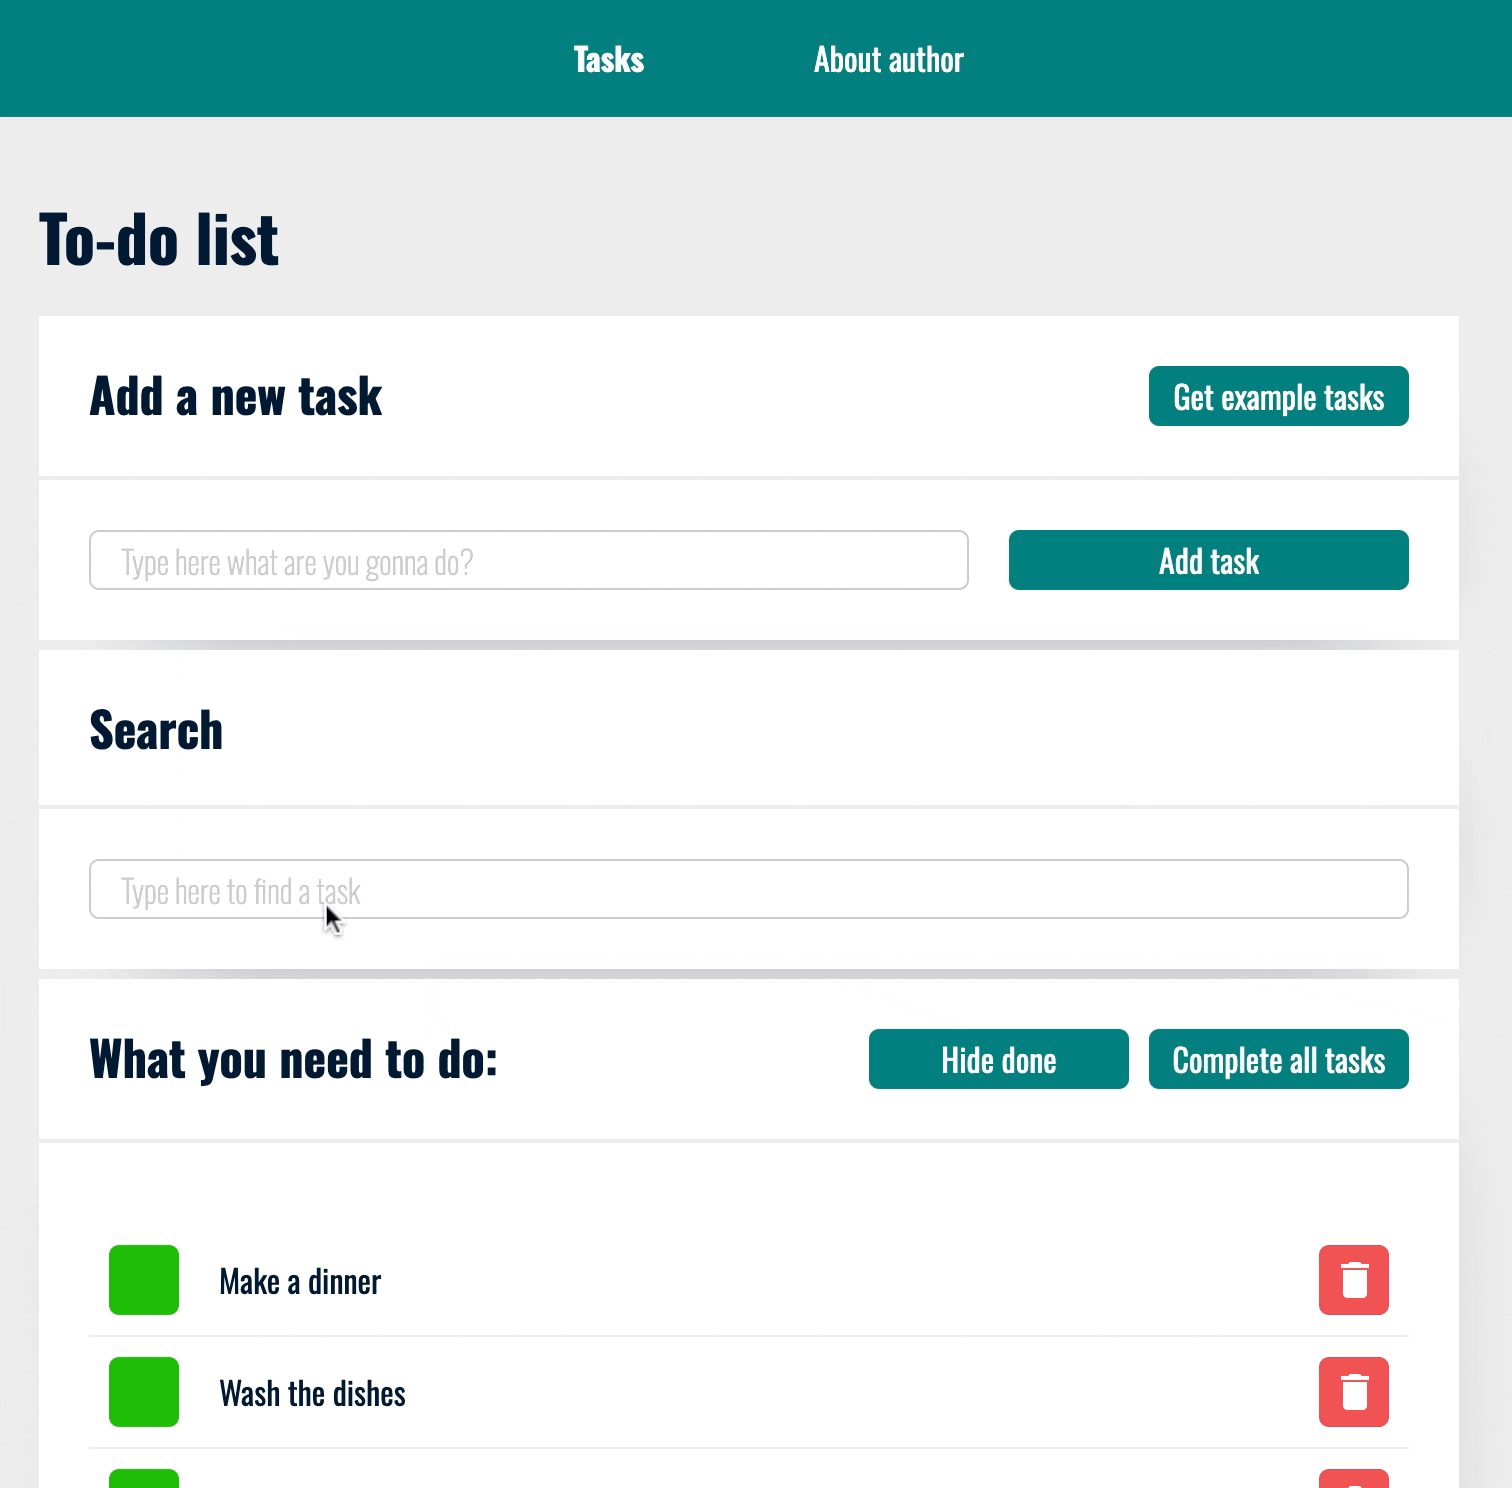 Tasks About author
To-do list
Add a new task Get example tasks
Type here what are you gonna do? Add task
Search
Type here to find a task
What you need to do: Hide done Complete all tasks
Make a dinner
Wash the dishes